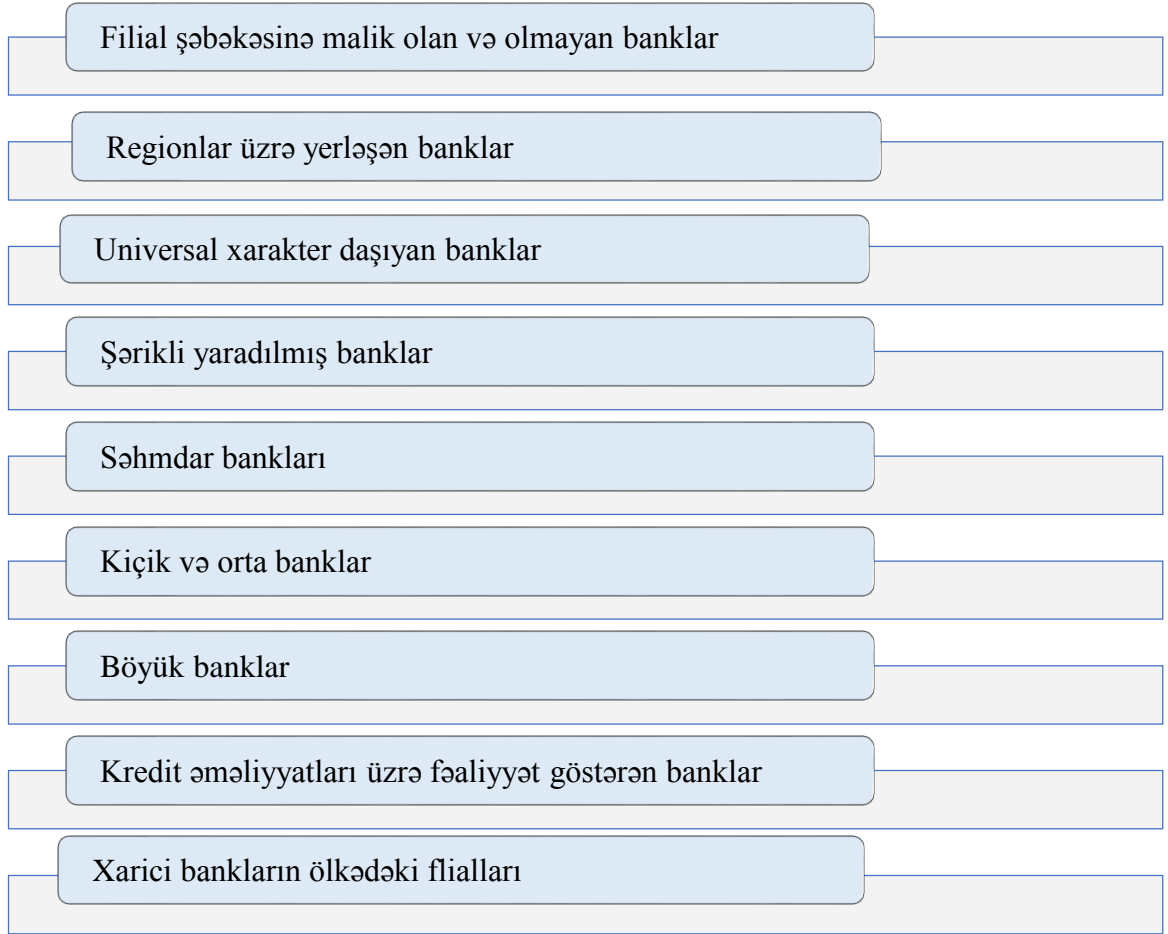 Filial şəbəkəsinə malik olan və olmayan banklar
Regionlar üzrə yerləşən banklar
Universal xarakter daşıyan banklar
Şərikli yaradılmış banklar
Səhmdar bankları
Kiçik və orta banklar
Böyük banklar
Kredit əməliyyatları üzrə fəaliyyət göstərən banklar
Xarici bankların ölkədəki flialları